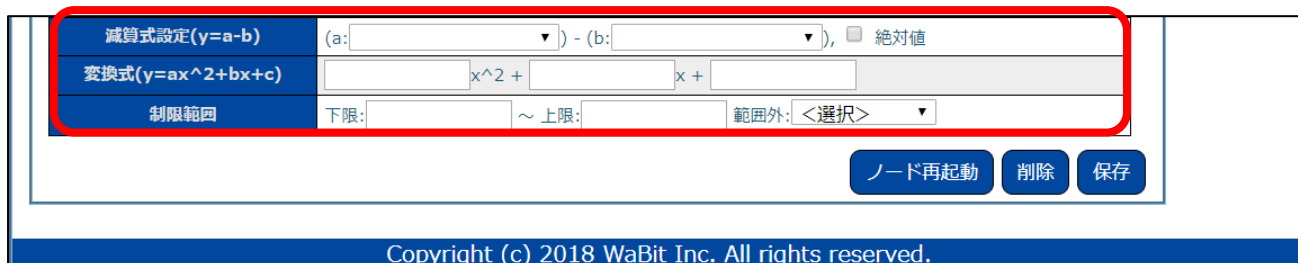 減算式設定(y=a-b) (a: ) - (b: ), 絶対値
変換式(y=ax^2+bx+c) x^2 + x +
制限範囲 下限: ～ 上限: 範囲外: <選択>
ノード再起動 削除 保存
Copyright (c) 2018 WaBit Inc. All rights reserved.